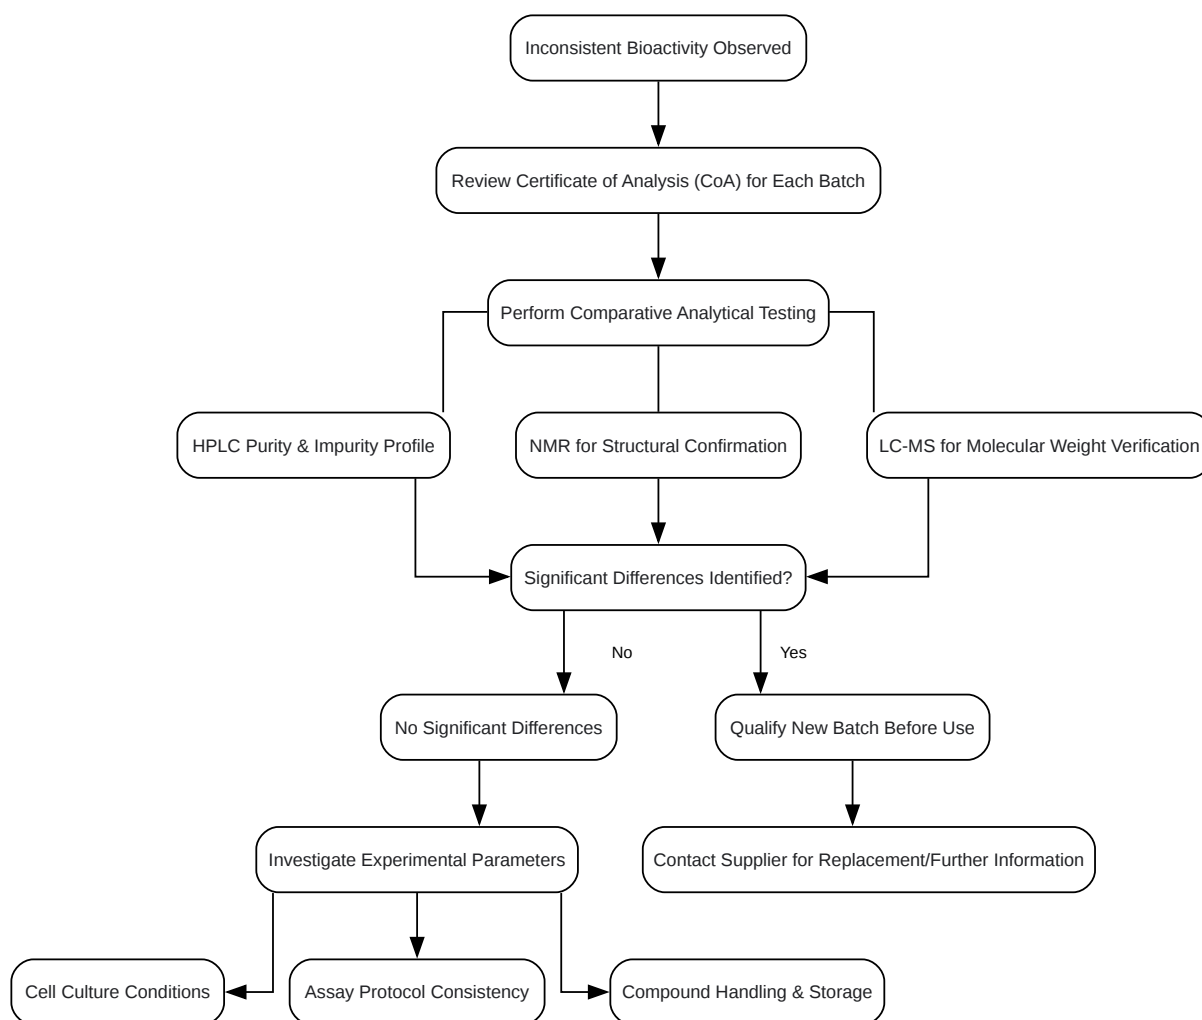 Inconsistent Bioactivity Observed
Review Certificate of Analysis (CoA) for Each Batch
Perform Comparative Analytical Testing
HPLC Purity & Impurity Profile
NMR for Structural Confirmation
LC-MS for Molecular Weight Verification
Significant Differences Identified?
No
Yes
No Significant Differences
Qualify New Batch Before Use
Investigate Experimental Parameters
Contact Supplier for Replacement/Further Information
Cell Culture Conditions
Assay Protocol Consistency
Compound Handling & Storage